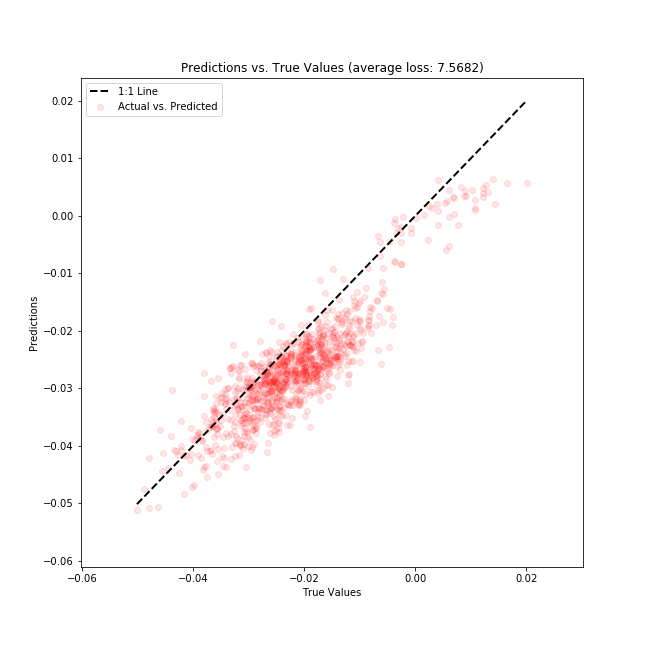 Predictions vs. True Values (average loss: 7.5682)
1:1 Line
Actual vs. Predicted
0.02
0.01
0.00
−0.01
−0.02
−0.03
−0.04
−0.05
−0.06
Predictions
−0.06 −0.04 −0.02 0.00 0.02
True Values